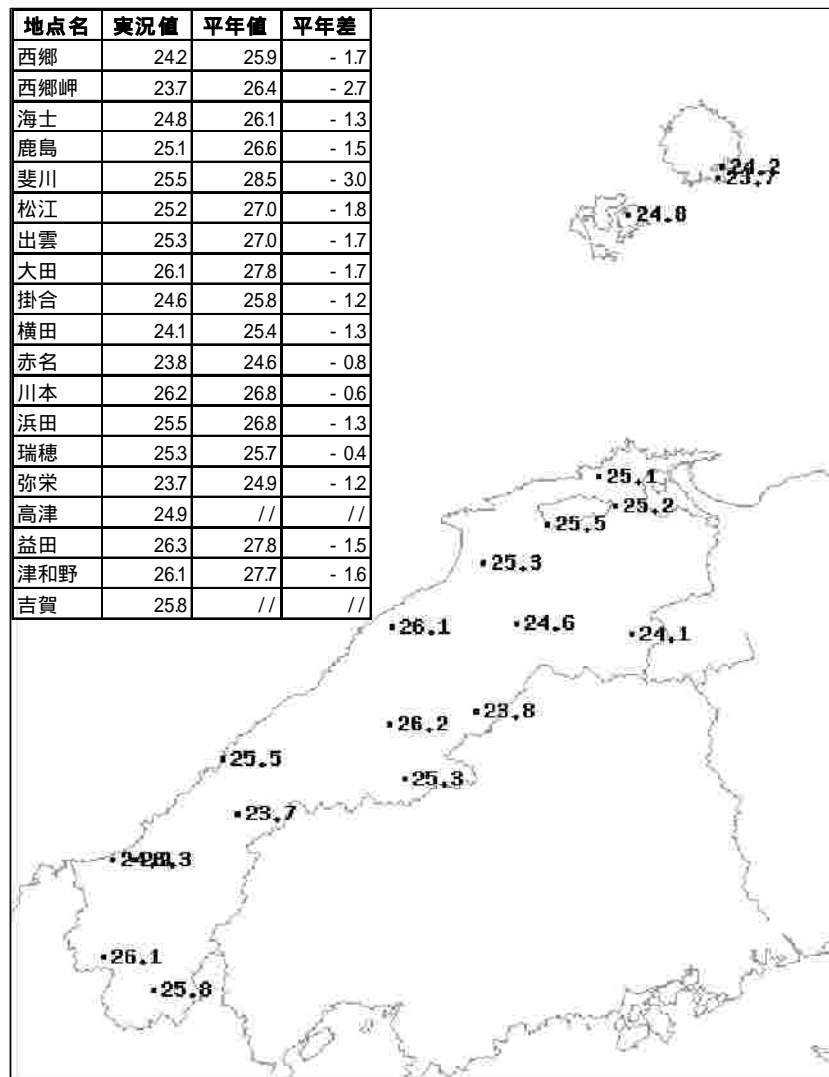 地点名 実況値 平年値 平年差
西郷 24.2 25.9 - 1.7
西郷岬 23.7 26.4 - 2.7
海士 24.8 26.1 - 1.3
鹿島 25.1 26.6 - 1.5
斐川 25.5 28.5 - 3.0
松江 25.2 27.0 - 1.8
出雲 25.3 27.0 - 1.7
大田 26.1 27.8 - 1.7
掛合 24.6 25.8 - 1.2
横田 24.1 25.4 - 1.3
赤名 23.8 24.6 - 0.8
川本 26.2 26.8 - 0.6
浜田 25.5 26.8 - 1.3
瑞穂 25.3 25.7 - 0.4
弥栄 23.7 24.9 - 1.2
高津 24.9 // //
益田 26.3 27.8 - 1.5
津和野 26.1 27.7 - 1.6
吉賀 25.8 // //
24.2
23.7
24.8
25.1
25.2
25.5
25.3
26.1
24.6
24.1
23.8
26.2
25.5
25.3
23.7
26.1
25.8